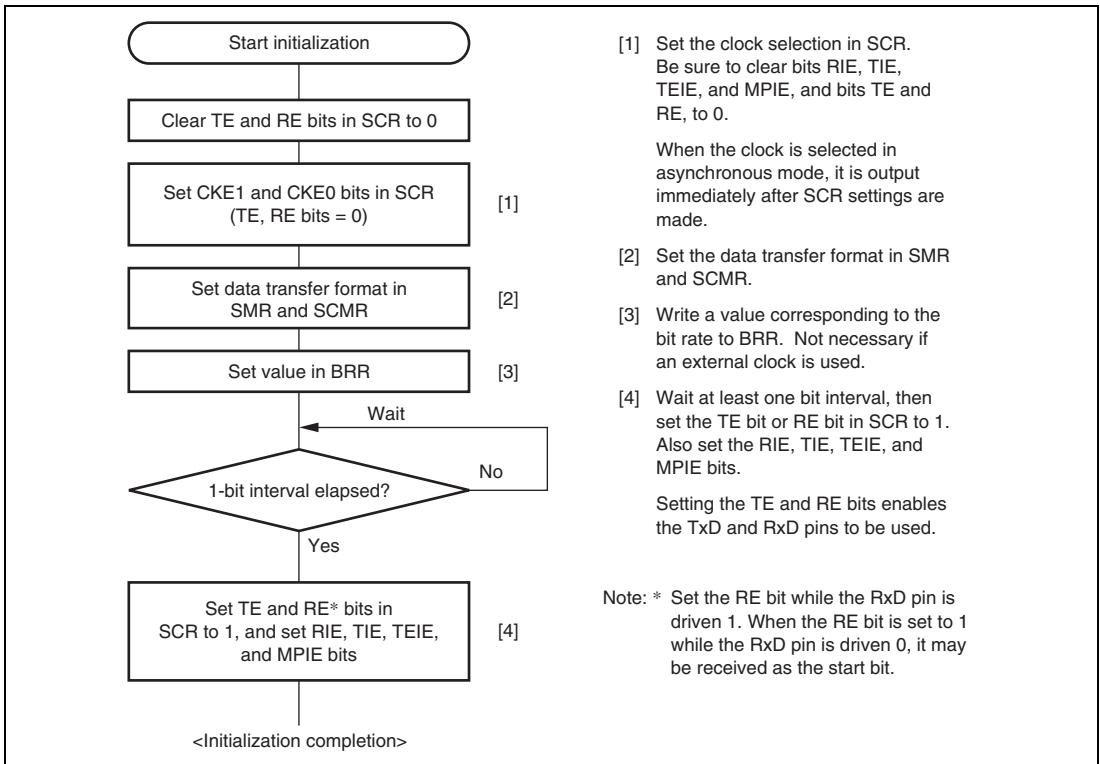 Start initialization
Clear TE and RE bits in SCR to 0
Set CKE1 and CKE0 bits in SCR
(TE, RE bits = 0)
[1]
Set data transfer format in
SMR and SCMR
[2]
Set value in BRR
[3]
Wait
No
1-bit interval elapsed?
Yes
Set TE and RE* bits in
SCR to 1, and set RIE, TIE, TEIE,
and MPIE bits
[4]
<Initialization completion>
[1] Set the clock selection in SCR.
Be sure to clear bits RIE, TIE,
TEIE, and MPIE, and bits TE and
RE, to 0.
When the clock is selected in
asynchronous mode, it is output
immediately after SCR settings are
made.
[2] Set the data transfer format in SMR
and SCMR.
[3] Write a value corresponding to the
bit rate to BRR. Not necessary if
an external clock is used.
[4] Wait at least one bit interval, then
set the TE bit or RE bit in SCR to 1.
Also set the RIE, TIE, TEIE, and
MPIE bits.
Setting the TE and RE bits enables
the TxD and RxD pins to be used.
Note: * Set the RE bit while the RxD pin is
driven 1. When the RE bit is set to 1
while the RxD pin is driven 0, it may
be received as the start bit.